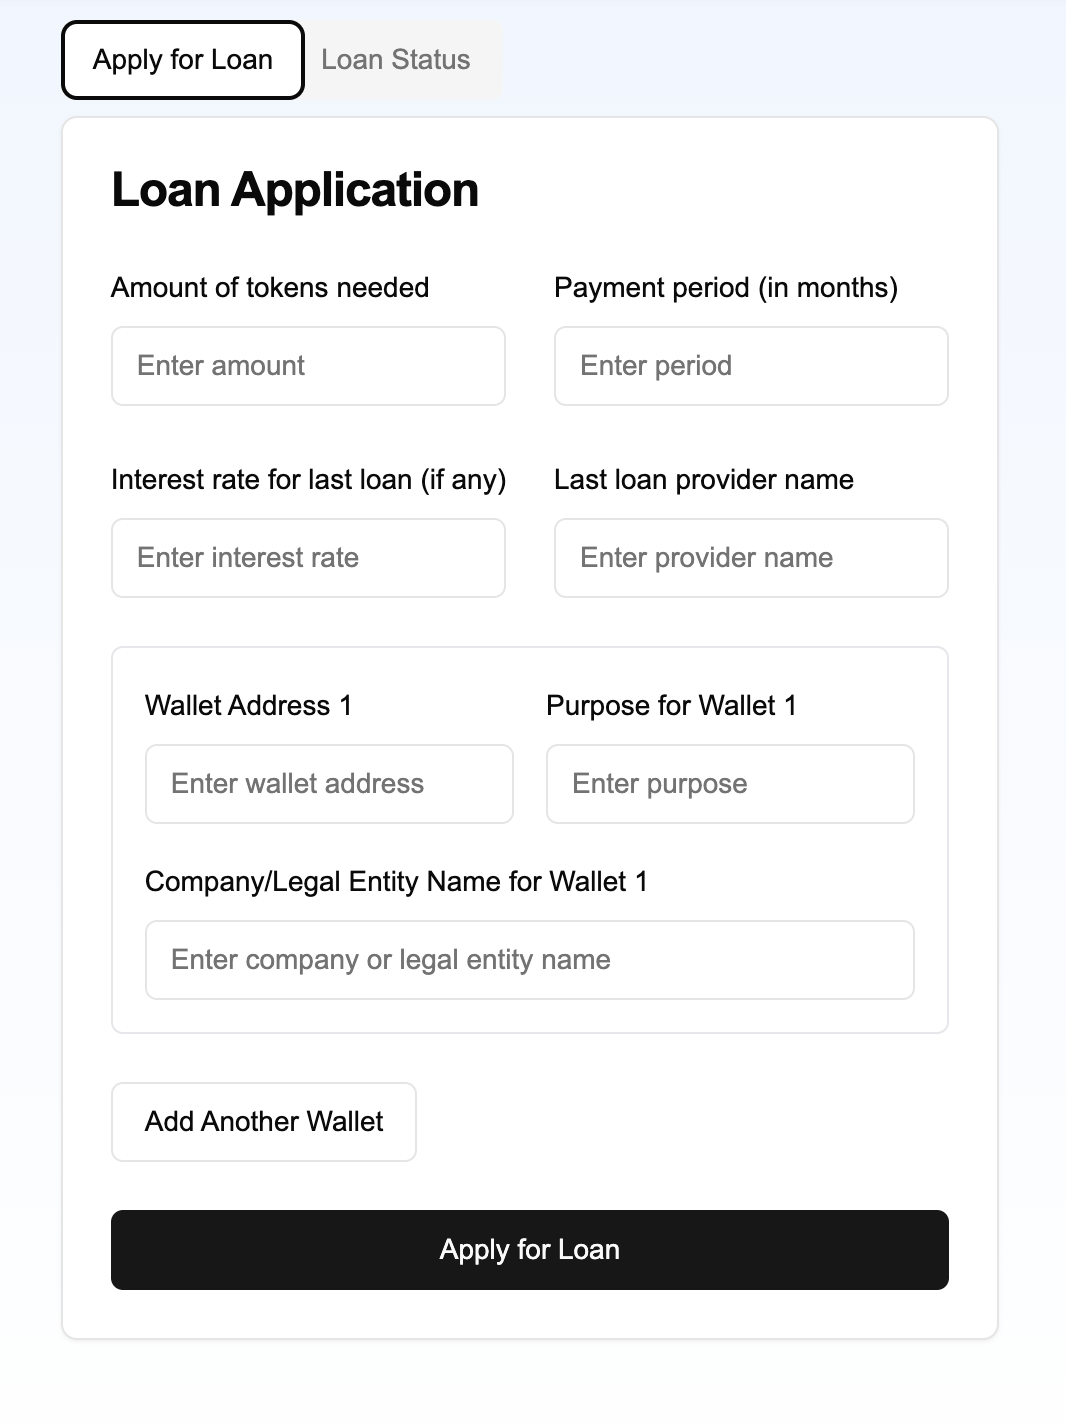 Apply for Loan
Loan Status
Loan Application
Amount of tokens needed
Payment period (in months)
Enter amount
Enter period
Interest rate for last loan (if any)
Last loan provider name
Enter interest rate
Enter provider name
Wallet Address 1
Purpose for Wallet 1
Enter wallet address
Enter purpose
Company/Legal Entity Name for Wallet 1
Enter company or legal entity name
Add Another Wallet
Apply for Loan